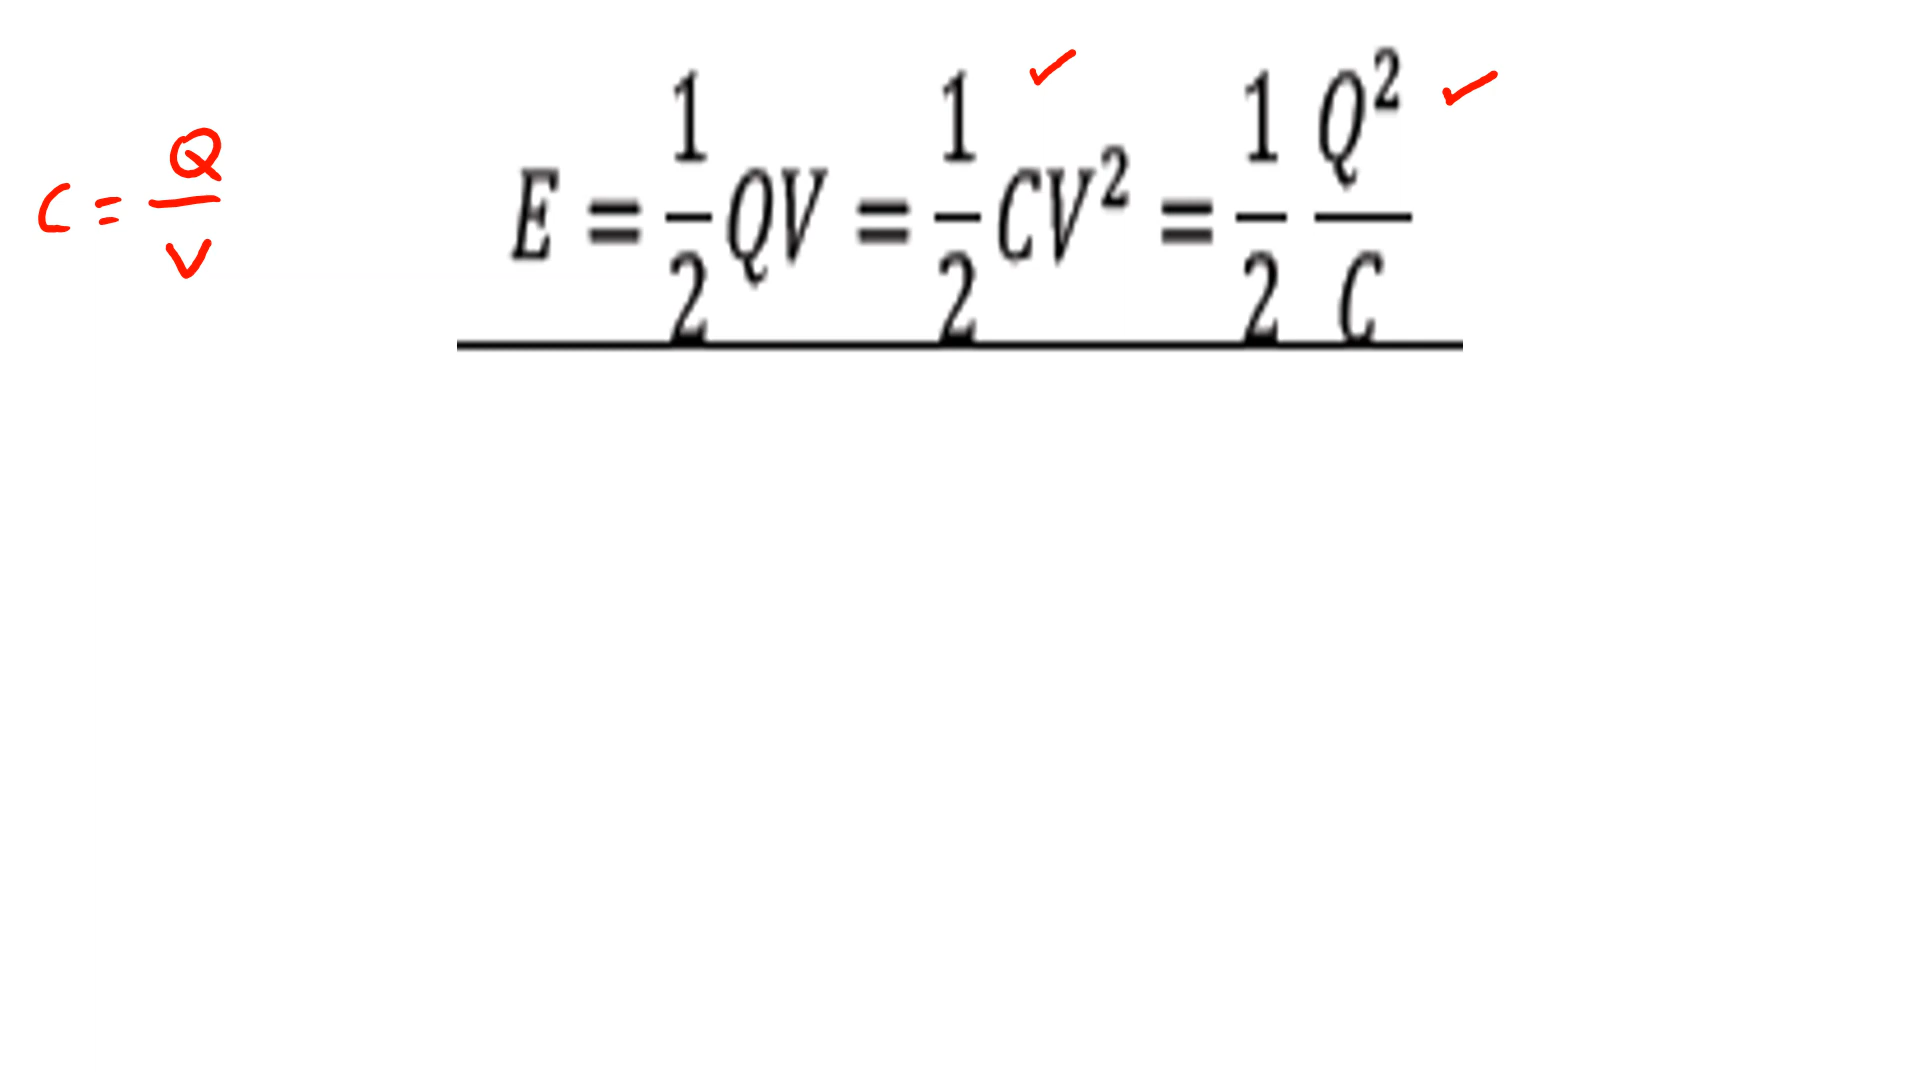 C = Q/V
E = 1/2 QV = 1/2 CV² = 1/2 Q²/C